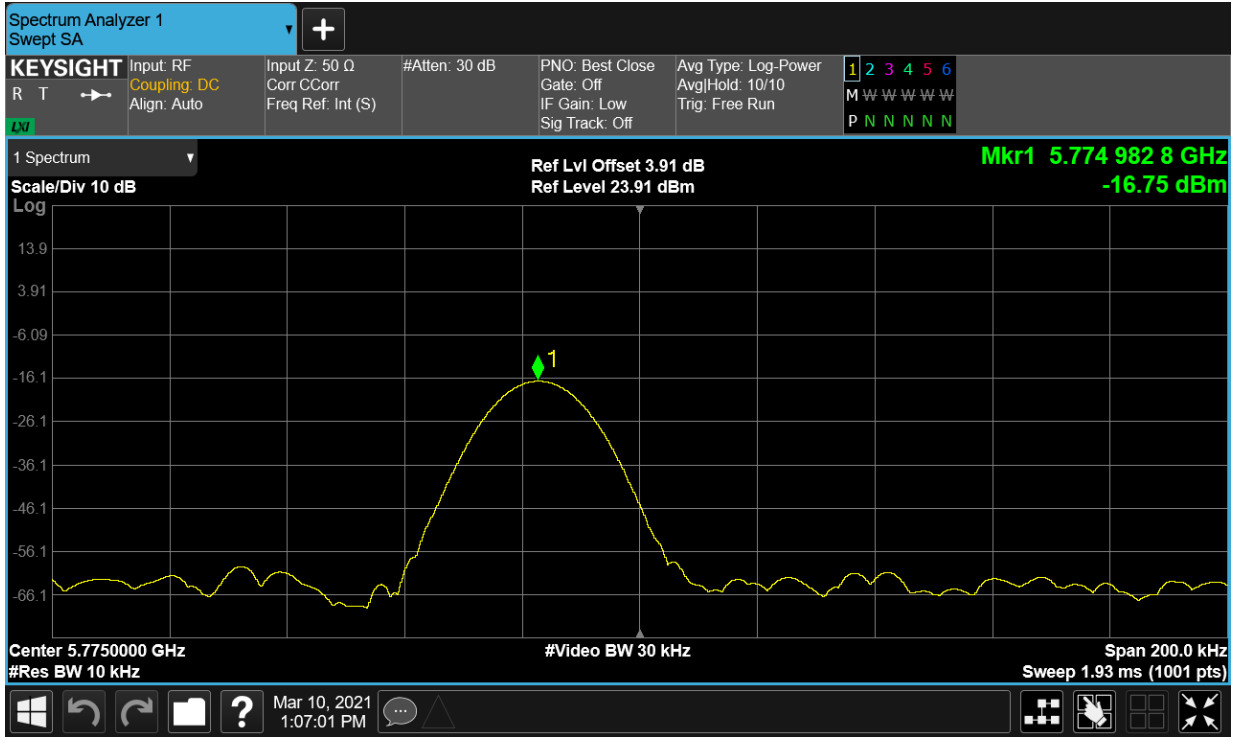 Spectrum Analyzer 1
Swept SA
+
KEYSIGHT
R T
LXI
Input: RF
Coupling: DC
Align: Auto
Input Z: 50 Ω
Corr CCorr
Freq Ref: Int (S)
#Atten: 30 dB
PNO: Best Close
Gate: Off
IF Gain: Low
Sig Track: Off
Avg Type: Log-Power
Avg|Hold: 10/10
Trig: Free Run
1 2 3 4 5 6
M W W W W W
P N N N N N N
1 Spectrum
Scale/Div 10 dB
Ref Lvl Offset 3.91 dB
Ref Level 23.91 dBm
Mkr1 5.774 982 8 GHz
-16.75 dBm
Log
13.9
3.91
-6.09
-16.1
-26.1
-36.1
-46.1
-56.1
-66.1
1
Center 5.7750000 GHz
#Res BW 10 kHz
#Video BW 30 kHz
Span 200.0 kHz
Sweep 1.93 ms (1001 pts)
?
Mar 10, 2021
1:07:01 PM